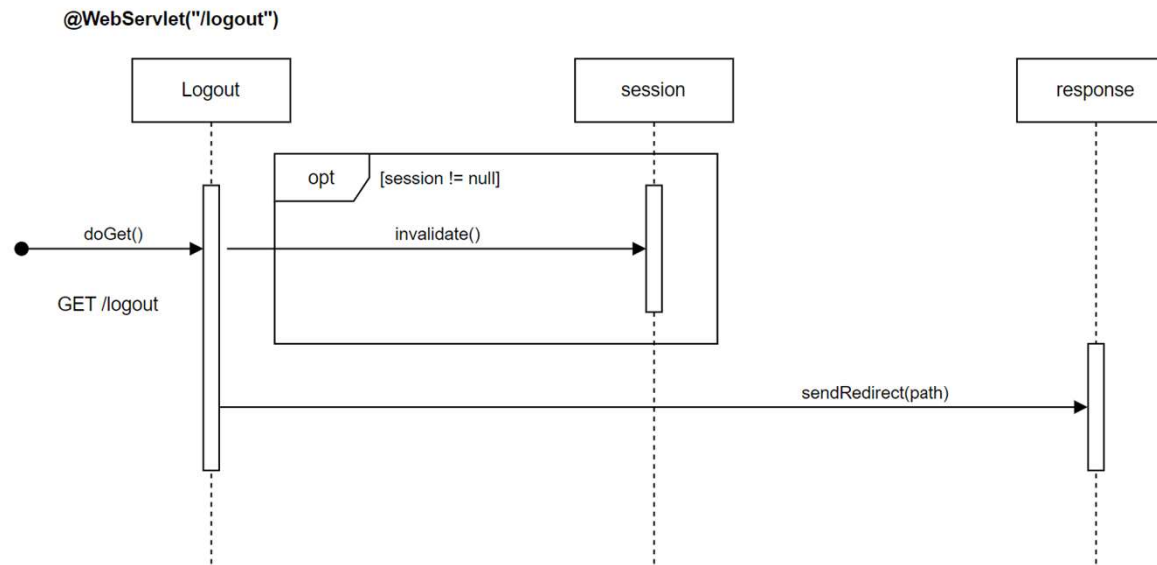 @WebServlet("/logout")
Logout
session
response
opt
[session != null]
doGet()
invalidate()
GET /logout
sendRedirect(path)